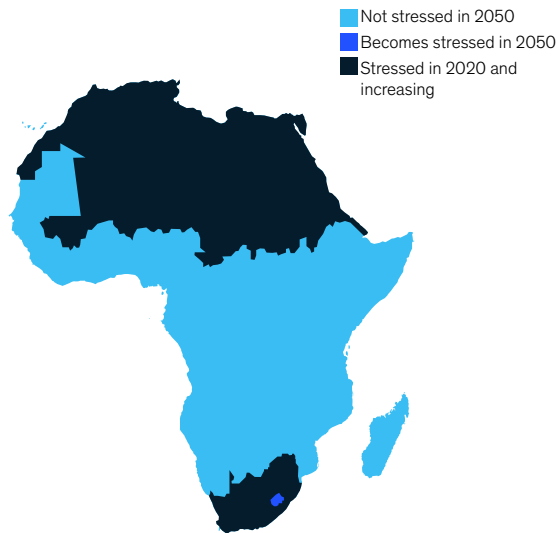 Not stressed in 2050
Becomes stressed in 2050
Stressed in 2020 and
increasing